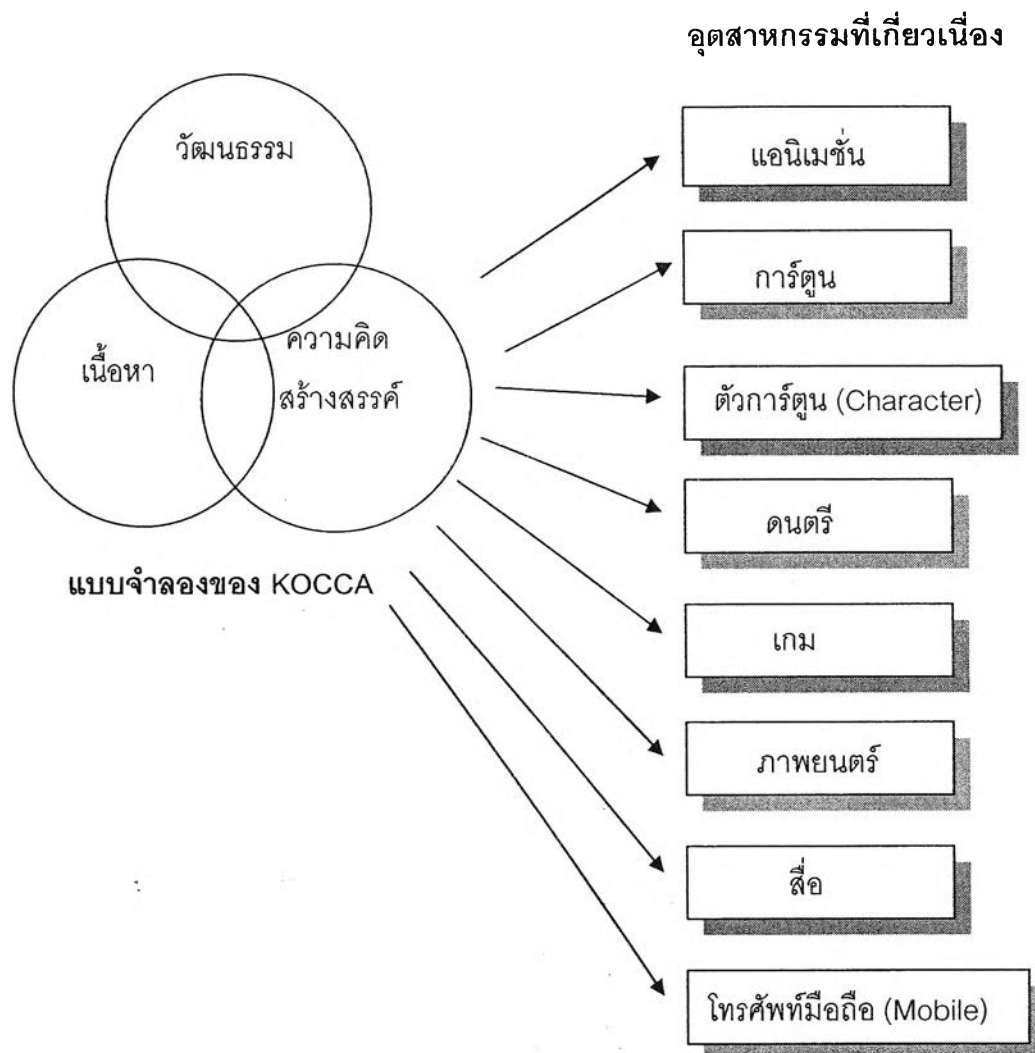 อุตสาหกรรมที่เกี่ยวเนื่อง
วัฒนธรรม
เนื้อหา
ความคิด
สร้างสรรค์
แบบจำลองของ KOCCA
แอนิเมชั่น
การ์ตูน
ตัวการ์ตูน (Character)
ดนตรี
เกม
ภาพยนตร์
สื่อ
โทรศัพท์มือถือ (Mobile)